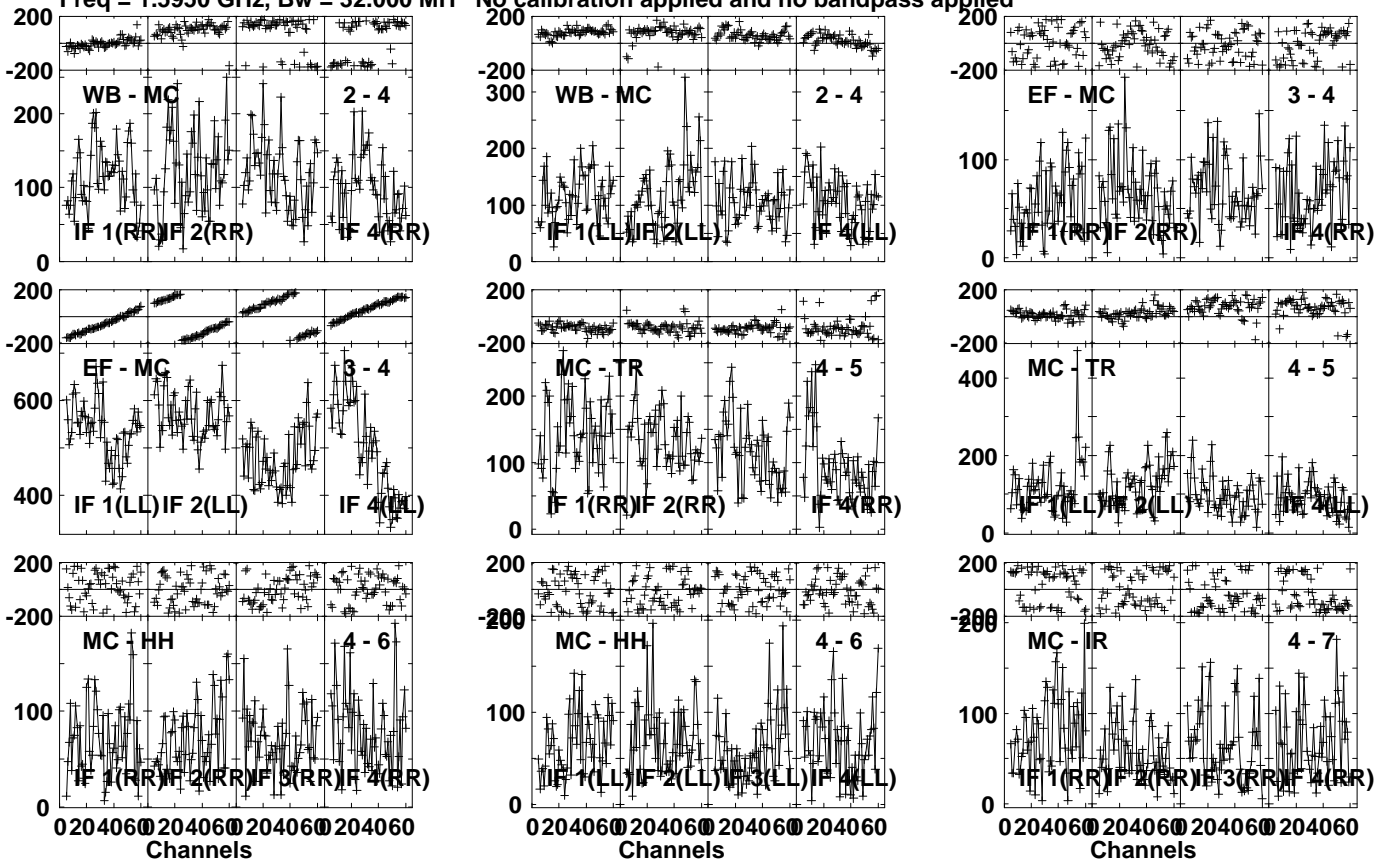 Freq = 1.5950 GHz, Bw = 32.000 MH No calibration applied and no bandpass applied
200
-200
WB - MC 2 - 4
200
100
0
IF 1(RR) IF 2(RR) IF 4(RR)
WB - MC 2 - 4
300
200
100
0
IF 1(LL) IF 2(LL) IF 4(LL)
200
-200
EF - MC 3 - 4
100
0
IF 1(RR) IF 2(RR) IF 4(RR)
200
-200
EF - MC 3 - 4
600
400
IF 1(LL) IF 2(LL) IF 4(LL)
200
-200
MC - TR 4 - 5
200
100
0
IF 1(RR) IF 2(RR) IF 4(RR)
200
-200
MC - TR 4 - 5
400
200
0
IF 1(LL) IF 2(LL) IF 4(LL)
200
-200
MC - HH 4 - 6
100
0
IF 1(RR) IF 2(RR) IF 3(RR) IF 4(RR)
0 20 40 60 0 20 40 60 0 20 40 60 0 20 40 60
Channels
200
-200
200
MC - HH 4 - 6
100
0
IF 1(LL) IF 2(LL) IF 3(LL) IF 4(LL)
0 20 40 60 0 20 40 60 0 20 40 60 0 20 40 60
Channels
200
-200
200
MC - IR 4 - 7
100
0
IF 1(RR) IF 2(RR) IF 3(RR) IF 4(RR)
0 20 40 60 0 20 40 60 0 20 40 60 0 20 40 60
Channels